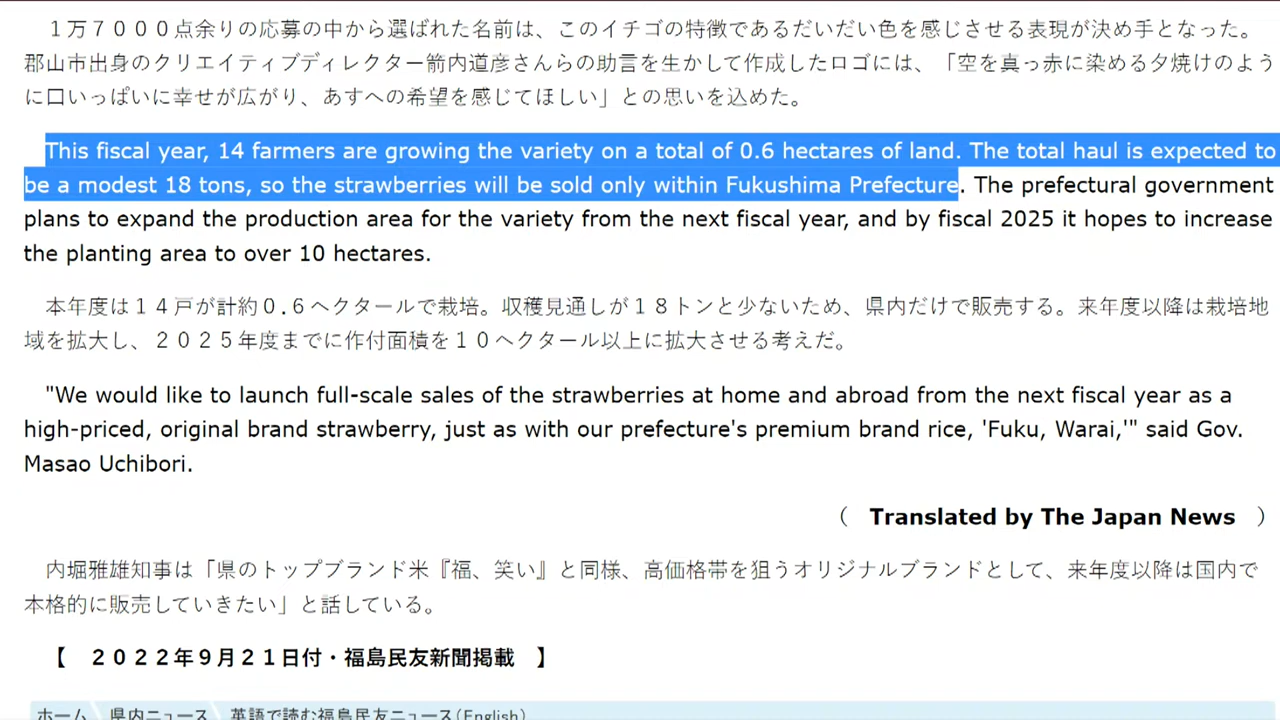 １万７０００点余りの応募の中から選ばれた名前は、このイチゴの特徴であるだいだい色を感じさせる表現が決め手となった。
郡山市出身のクリエイティブディレクター箭内道彦さんらの助言を生かして作成したロゴには、「空を真っ赤に染める夕焼けのよう
に口いっぱいに幸せが広がり、あすへの希望を感じてほしい」との思いを込めた。
This fiscal year, 14 farmers are growing the variety on a total of 0.6 hectares of land. The total haul is expected to
be a modest 18 tons, so the strawberries will be sold only within Fukushima Prefecture. The prefectural government
plans to expand the production area for the variety from the next fiscal year, and by fiscal 2025 it hopes to increase
the planting area to over 10 hectares.
本年度は１４戸が計約０.６ヘクタールで栽培。収穫見通しが１８トンと少ないため、県内だけで販売する。来年度以降は栽培地
域を拡大し、２０２５年度までに作付面積を１０ヘクタール以上に拡大させる考えだ。
"We would like to launch full-scale sales of the strawberries at home and abroad from the next fiscal year as a
high-priced, original brand strawberry, just as with our prefecture's premium brand rice, 'Fuku, Warai,'" said Gov.
Masao Uchibori.
（ Translated by The Japan News ）
内堀雅雄知事は「県のトップブランド米『福、笑い』と同様、高価格帯を狙うオリジナルブランドとして、来年度以降は国内で
本格的に販売していきたい」と話している。
【 ２０２２年９月２１日付・福島民友新聞掲載 】
ホーム 県内ニュース 英語で読む福島民友ニュース(English)